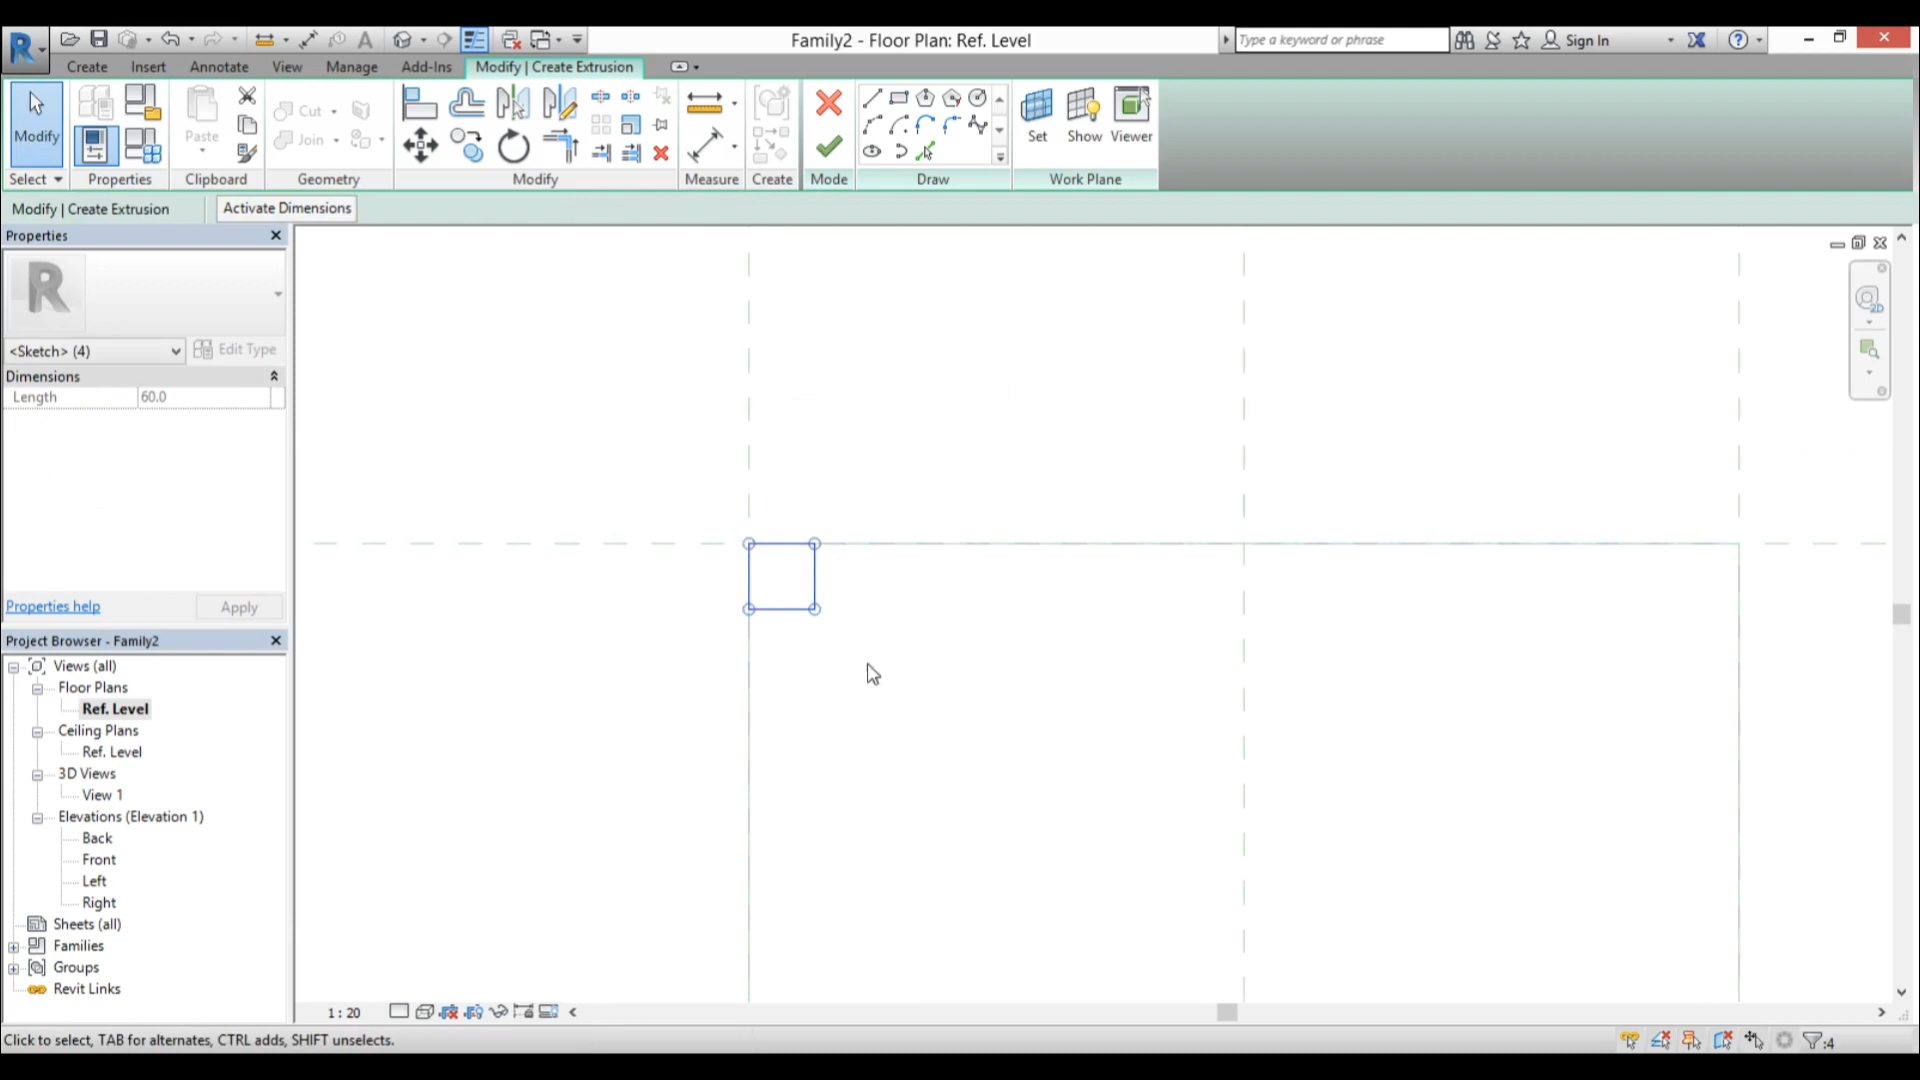 Family2 - Floor Plan: Ref. Level
Type a keyword or phrase
Sign In
Create
Insert
Annotate
View
Manage
Add-Ins
Modify | Create Extrusion
Modify
Paste
Cut
Join
Set
Show
Viewer
Select
Properties
Clipboard
Geometry
Modify
Measure
Create
Mode
Draw
Work Plane
Modify | Create Extrusion
Activate Dimensions
Properties
R
<Sketch> (4)
Edit Type
Dimensions
Length
60.0
Properties help
Apply
Project Browser - Family2
Views (all)
Floor Plans
Ref. Level
Ceiling Plans
Ref. Level
3D Views
View 1
Elevations (Elevation 1)
Back
Front
Left
Right
Sheets (all)
Families
Groups
Revit Links
2D
1 : 20
Click to select, TAB for alternates, CTRL adds, SHIFT unselects.
:4